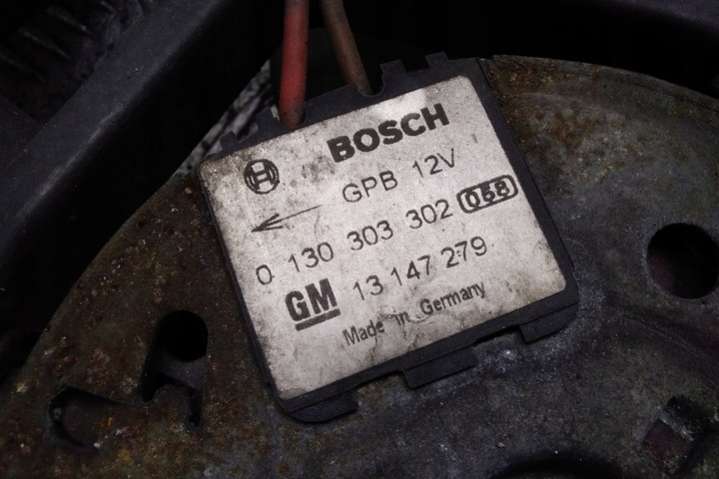 BOSCH
GPB 12V
0 130 303 302 068
GM 13 147 279
Made in Germany